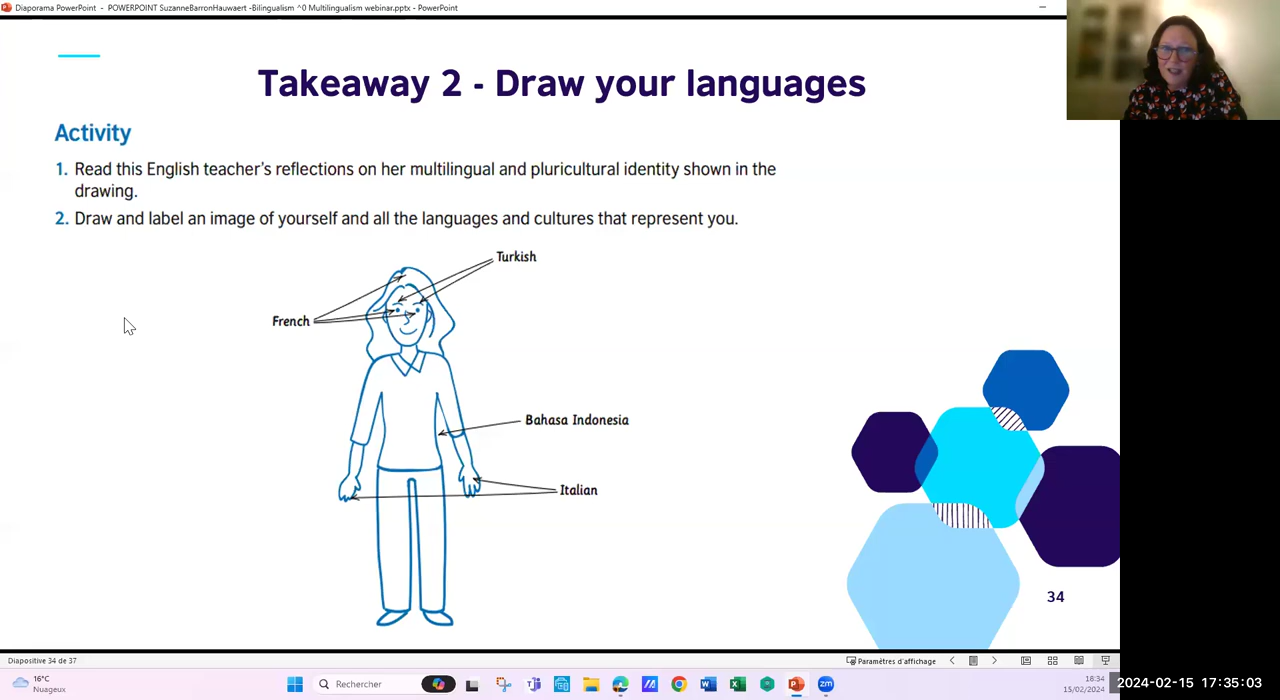 Diaporama PowerPoint - POWERPOINT SuzanneBarronHauwaert -Bilingualism ^0 Multilingualism webinar.pptx - PowerPoint
Takeaway 2 - Draw your languages
Activity
1. Read this English teacher's reflections on her multilingual and pluricultural identity shown in the
drawing.
2. Draw and label an image of yourself and all the languages and cultures that represent you.
Turkish
French
Bahasa Indonesia
Italian
34
Diapositive 34 de 37
Paramètres d'affichage
16°C
Nuageux
Rechercher
zm
18:34
15/02/2024
2024-02-15 17:35:03